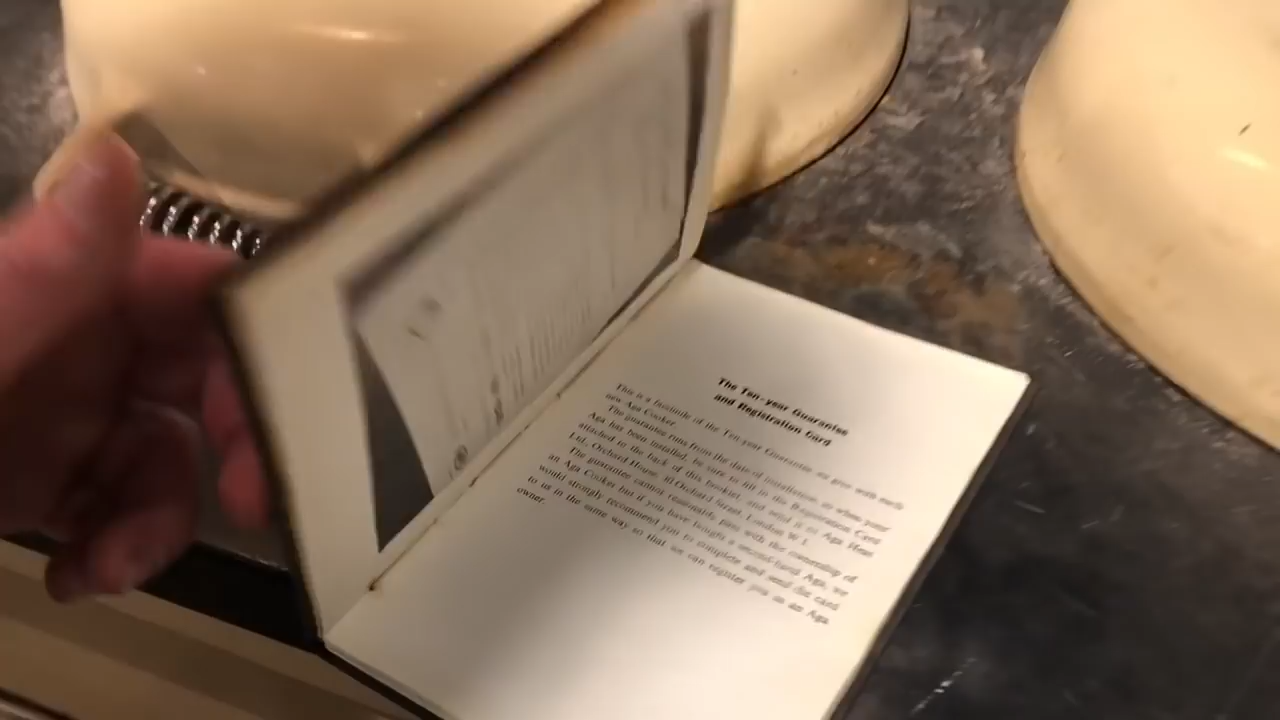 The Ten-year Guarantee
and Registration Card
This is a facsimile of the Ten-year Guarantee we give with each
new Aga Cooker.
The guarantee runs from the date of installation, so when your
Aga has been installed, be sure to fill in the Registration Card
attached to the back of this booklet, and send it to Aga Heat
Ltd., Orchard House, Orchard Street, London W 1.
The guarantee cannot reasonably pass with the ownership of
an Aga Cooker but if you have bought a second-hand Aga, we
would strongly recommend you to complete and send the card
to us in the same way so that we can register you as an Aga
owner.